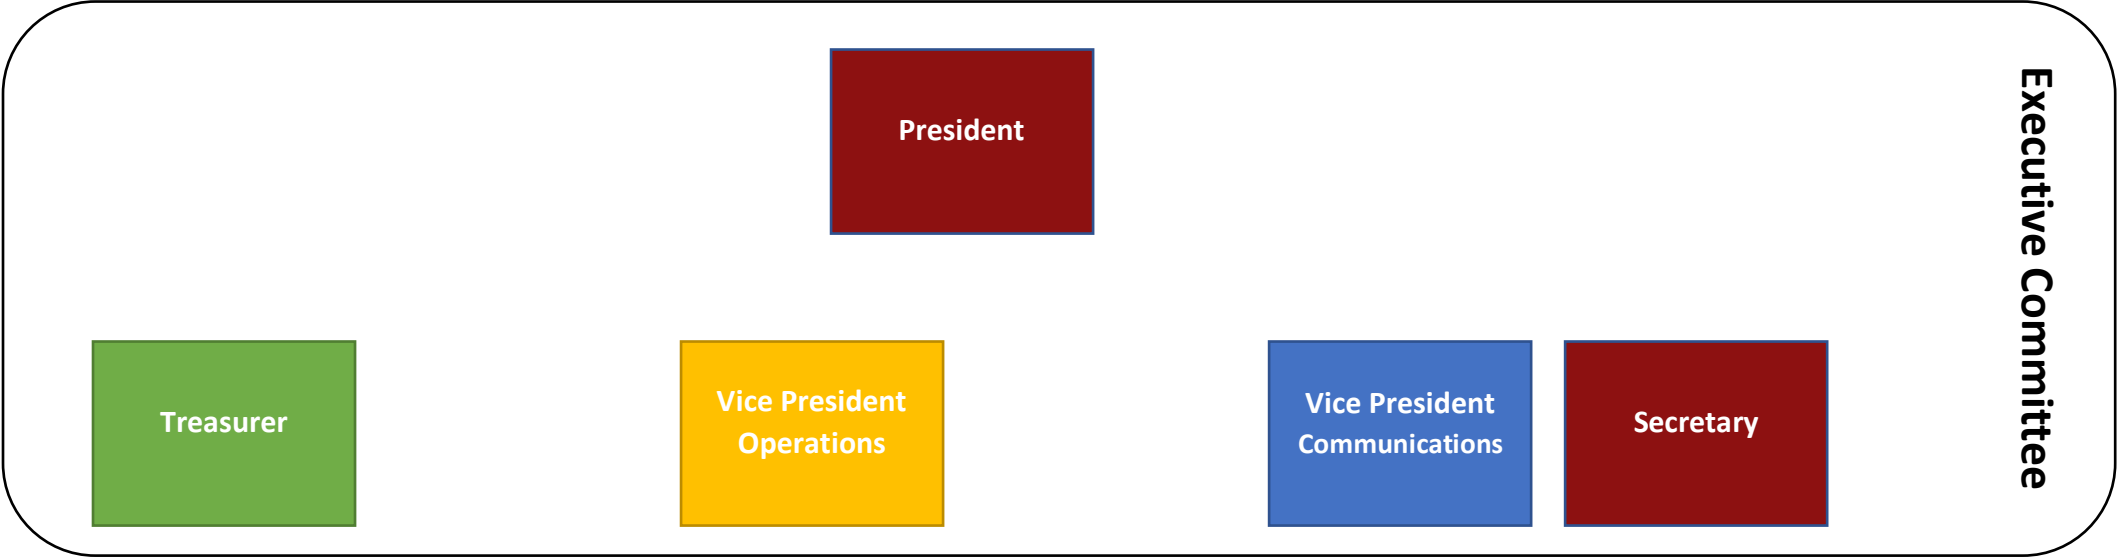 President
Executive Committee
Treasurer
Vice President
Operations
Vice President
Communications
Secretary